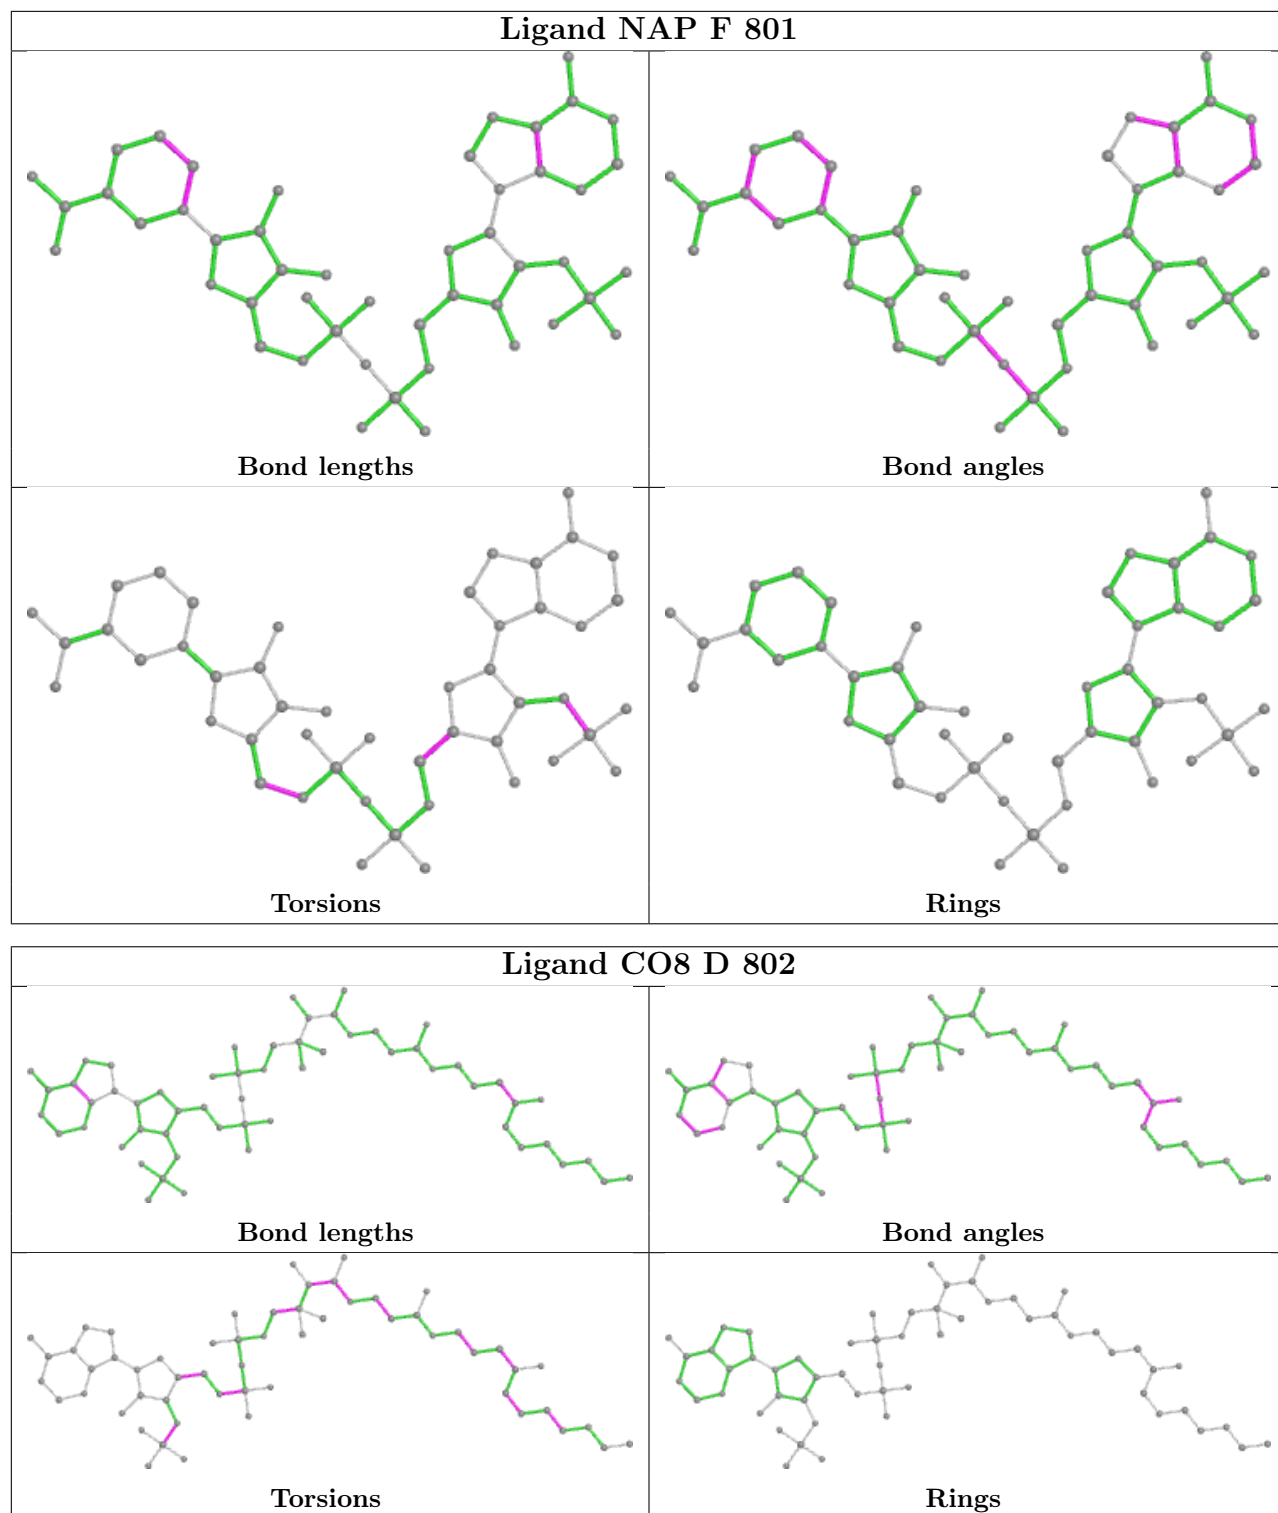 Ligand NAP F 801
Bond lengths
Bond angles
Torsions
Rings
Ligand CO8 D 802
Bond lengths
Bond angles
Torsions
Rings